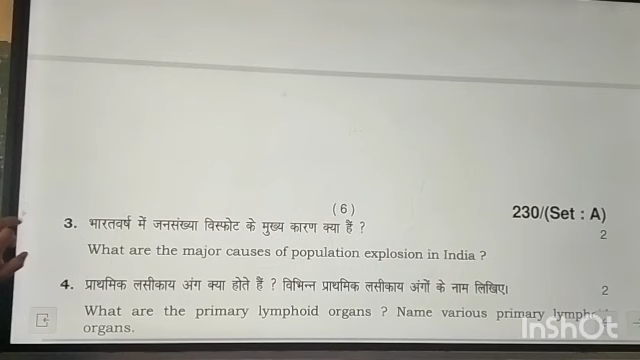 (6)
230/(Set : A)
3. भारतवर्ष में जनसंख्या विस्फोट के मुख्य कारण क्या हैं ?
2
What are the major causes of population explosion in India ?
4. प्राथमिक लसीकाय अंग क्या होते हैं ? विभिन्न प्राथमिक लसीकाय अंगों के नाम लिखिए।
2
What are the primary lymphoid organs ? Name various primary
organs.
InShOt